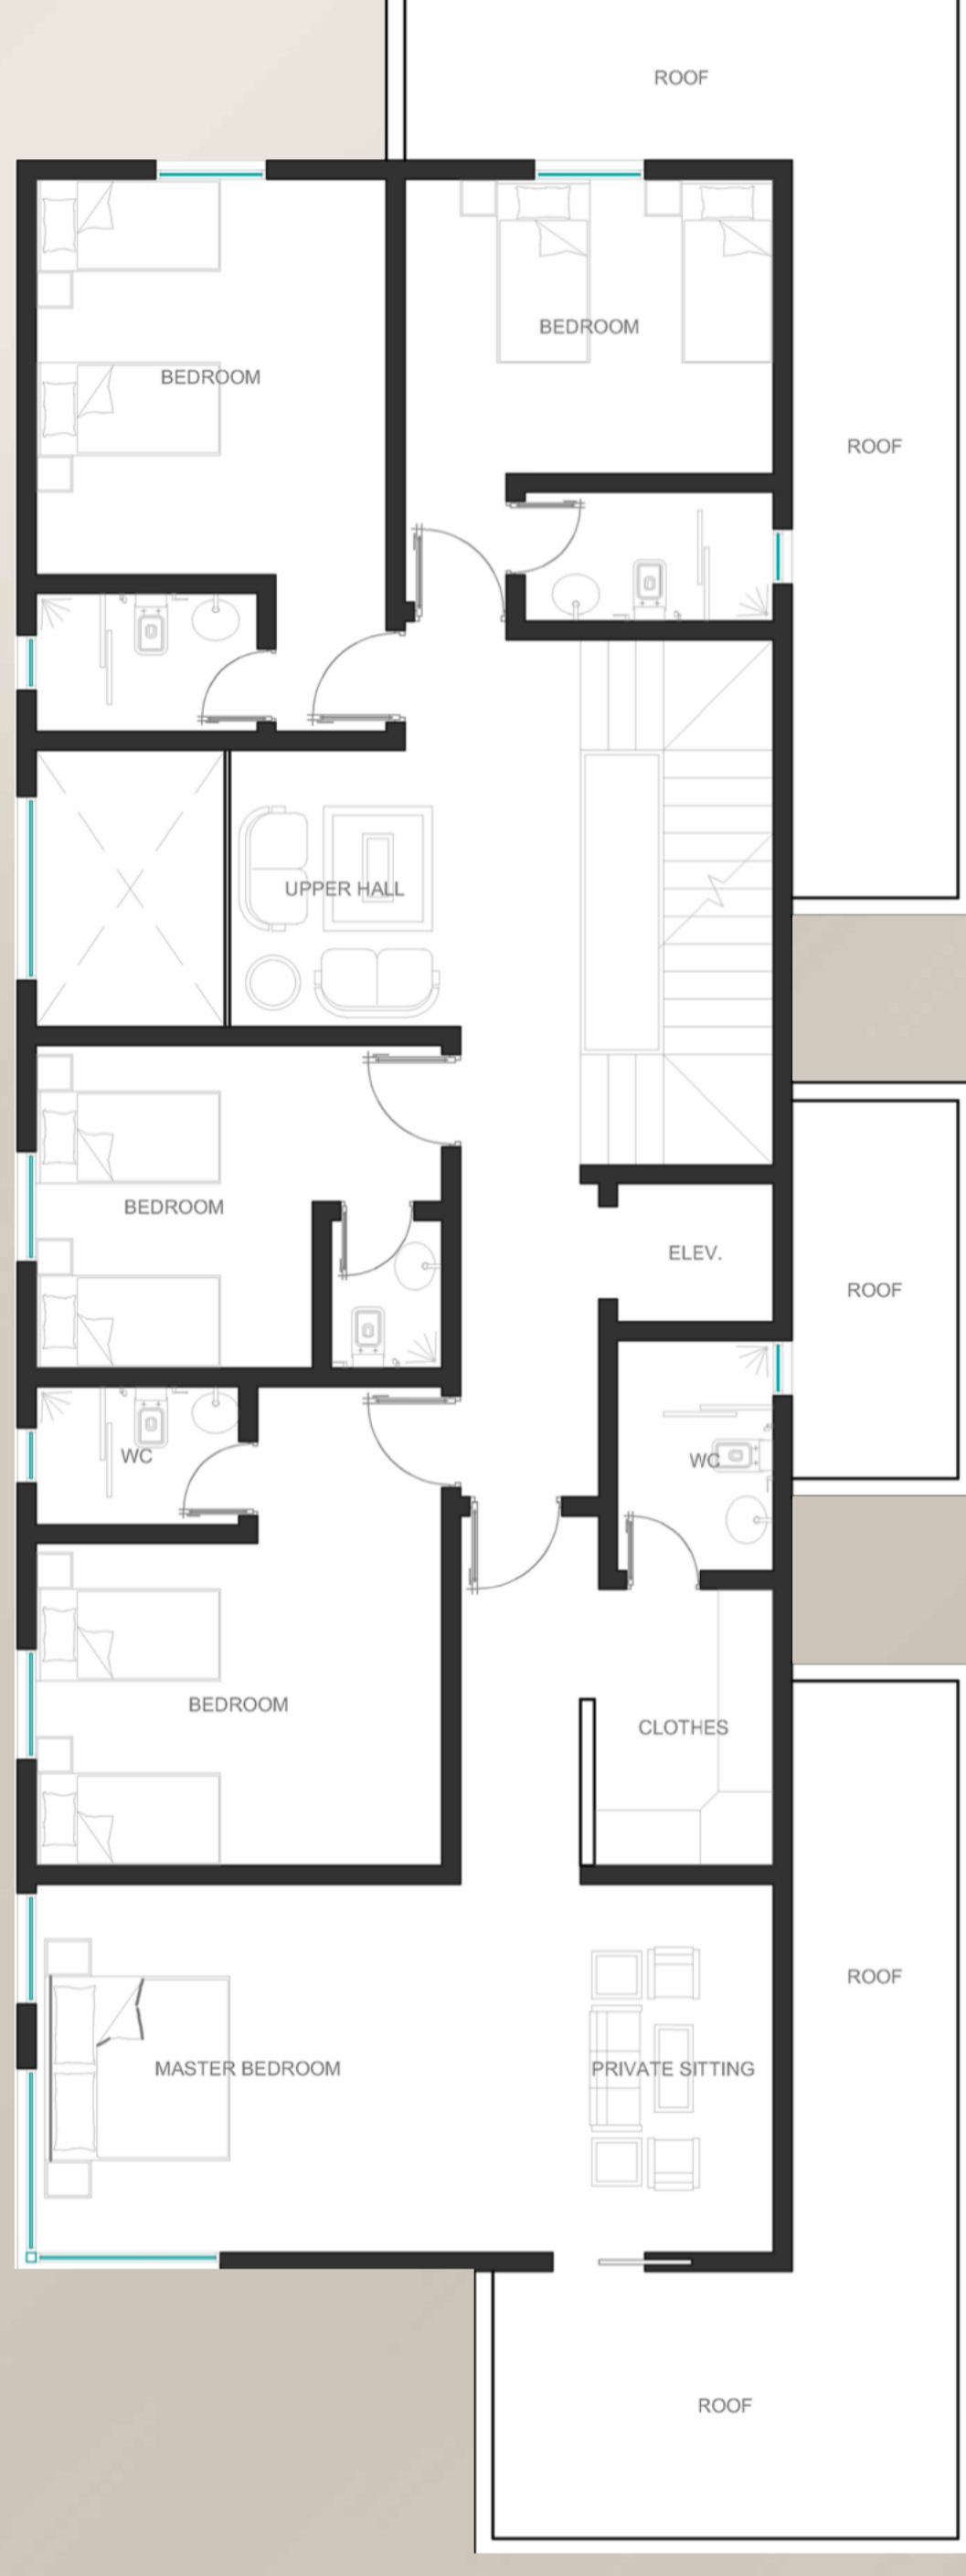 ROOF
BEDROOM
BEDROOM
ROOF
UPPER HALL
BEDROOM
ELEV.
ROOF
WC
WC
BEDROOM
CLOTHES
ROOF
MASTER BEDROOM
PRIVATE SITTING
ROOF